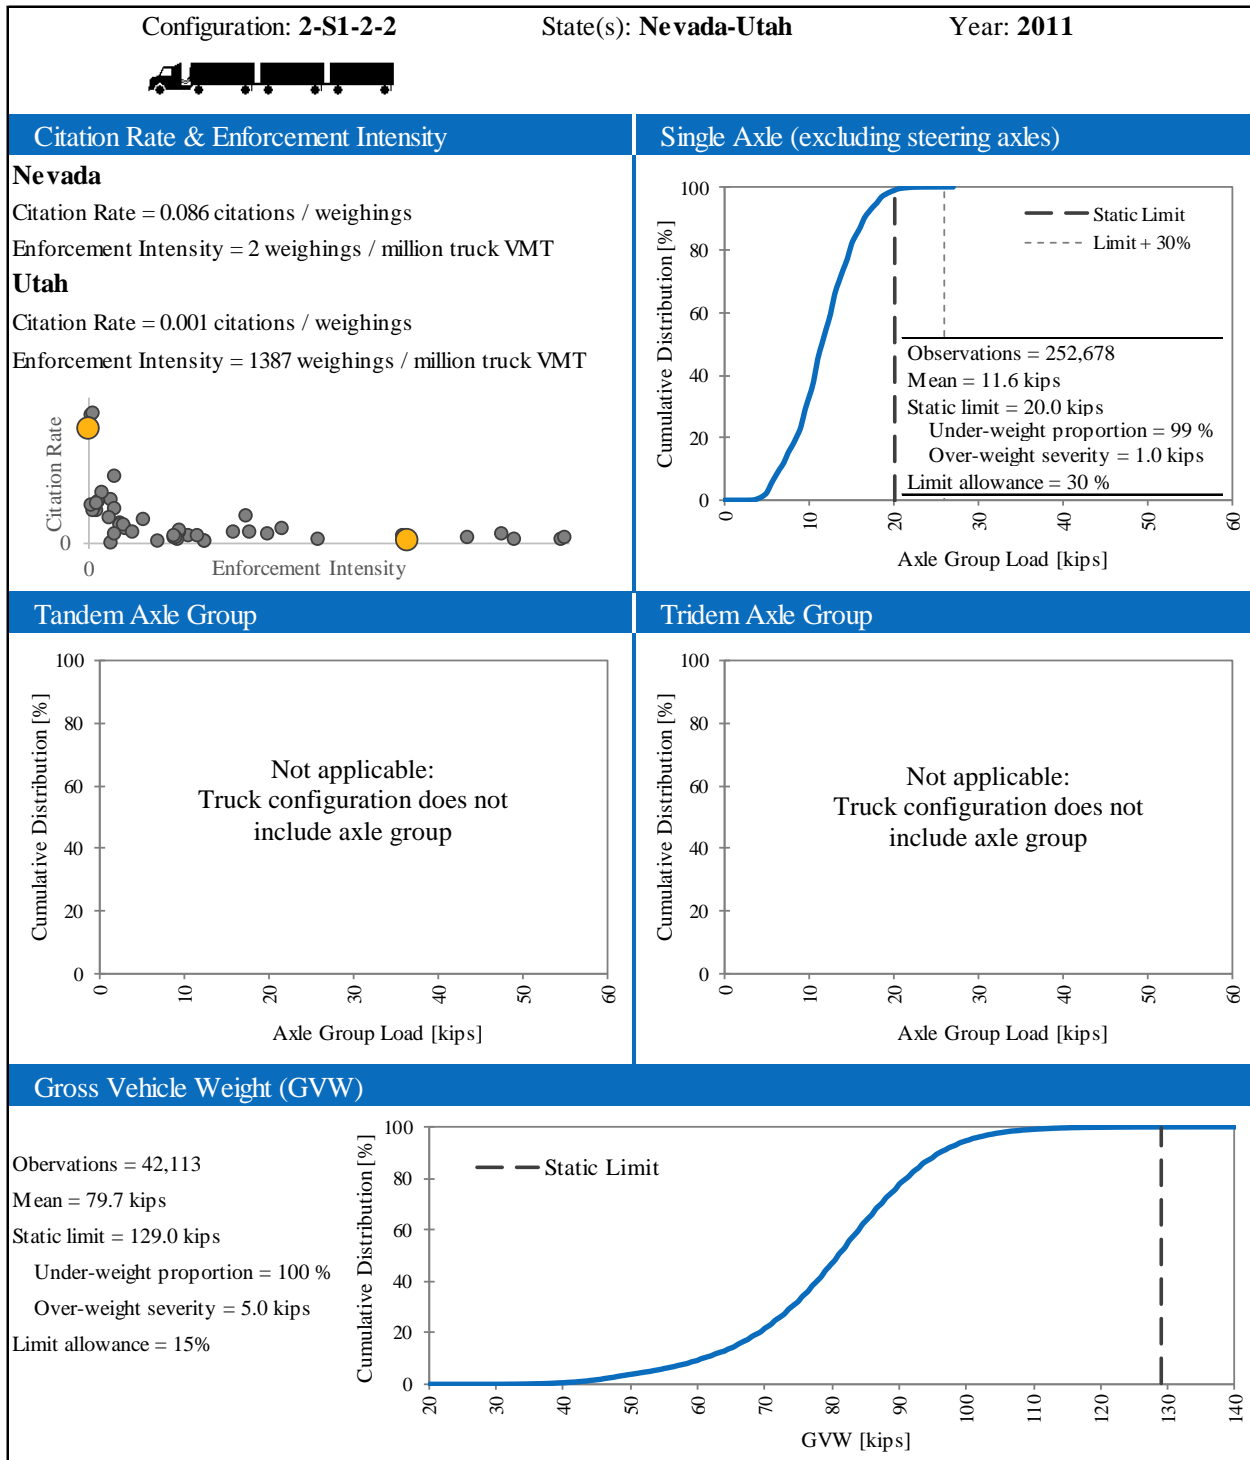 Configuration: 2-S1-2-2 State(s): Nevada-Utah Year: 2011
Citation Rate & Enforcement Intensity
Nevada
Citation Rate = 0.086 citations / weighings
Enforcement Intensity = 2 weighings / million truck VMT
Utah
Citation Rate = 0.001 citations / weighings
Enforcement Intensity = 1387 weighings / million truck VMT
Citation Rate
0
0
Enforcement Intensity
Single Axle (excluding steering axles)
Cumulative Distribution [%]
100
80
60
40
20
0
Static Limit
Limit + 30%
Observations = 252,678
Mean = 11.6 kips
Static limit = 20.0 kips
Under-weight proportion = 99 %
Over-weight severity = 1.0 kips
Limit allowance = 30 %
0 10 20 30 40 50 60
Axle Group Load [kips]
Tandem Axle Group
Cumulative Distribution [%]
100
80
60
40
20
0
Not applicable:
Truck configuration does not
include axle group
0 10 20 30 40 50 60
Axle Group Load [kips]
Tridem Axle Group
Cumulative Distribution [%]
100
80
60
40
20
0
Not applicable:
Truck configuration does not
include axle group
0 10 20 30 40 50 60
Axle Group Load [kips]
Gross Vehicle Weight (GVW)
Obervations = 42,113
Mean = 79.7 kips
Static limit = 129.0 kips
Under-weight proportion = 100 %
Over-weight severity = 5.0 kips
Limit allowance = 15%
Cumulative Distribution [%]
100
80
60
40
20
0
Static Limit
20 30 40 50 60 70 80 90 100 110 120 130 140
GVW [kips]